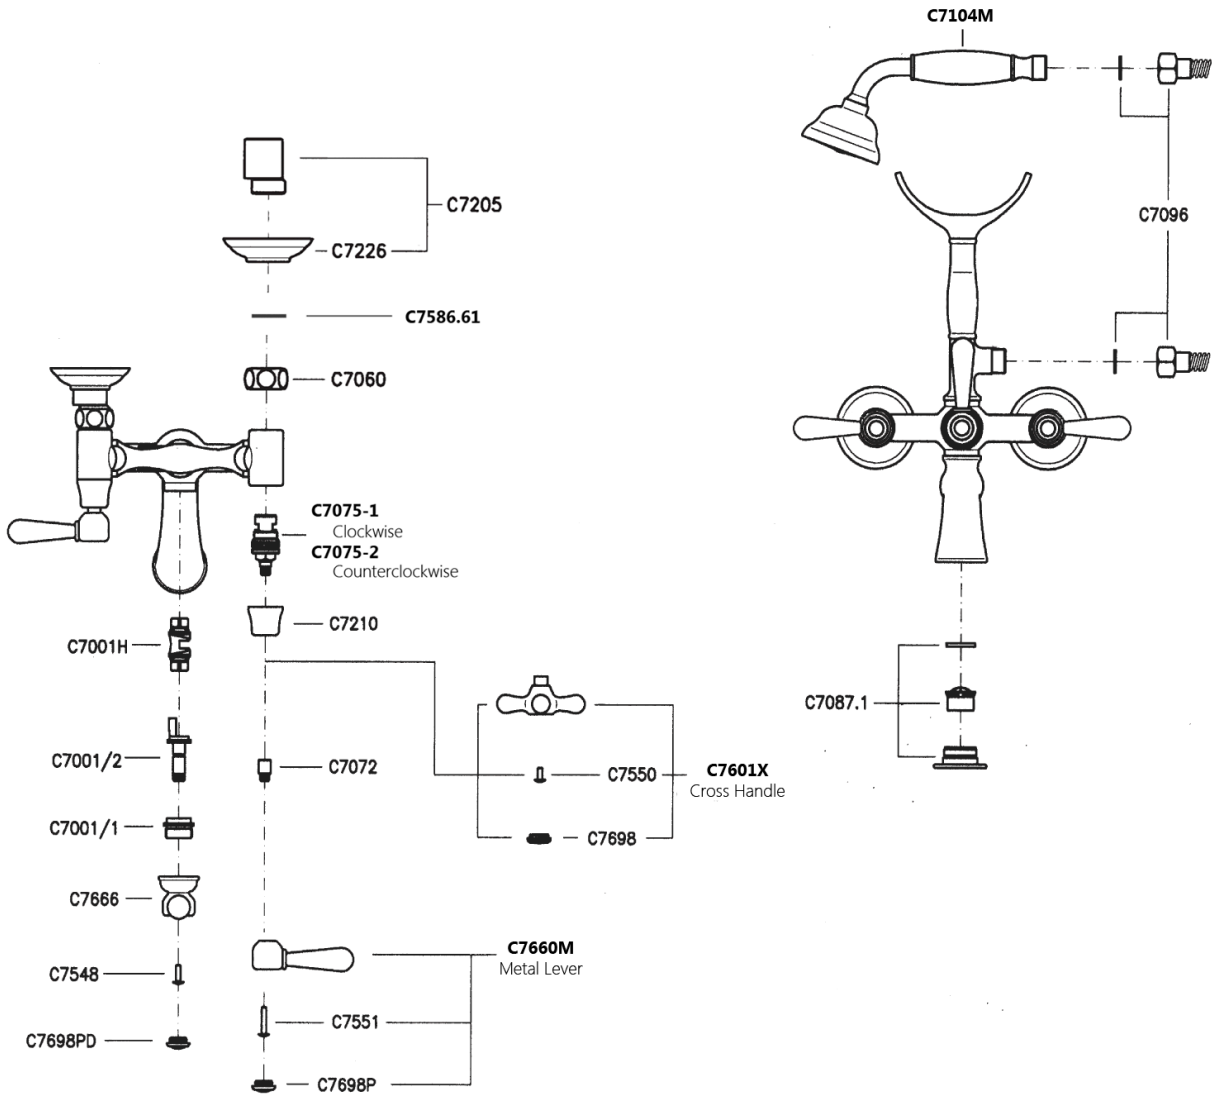 C7104M
C7205
C7226
C7096
C7586.61
C7060
C7075-1
Clockwise
C7075-2
Counterclockwise
C7210
C7001H
C7087.1
C7001/2
C7072
C7550
C7601X
Cross Handle
C7001/1
C7698
C7666
C7660M
Metal Lever
C7548
C7551
C7698PD
C7698P